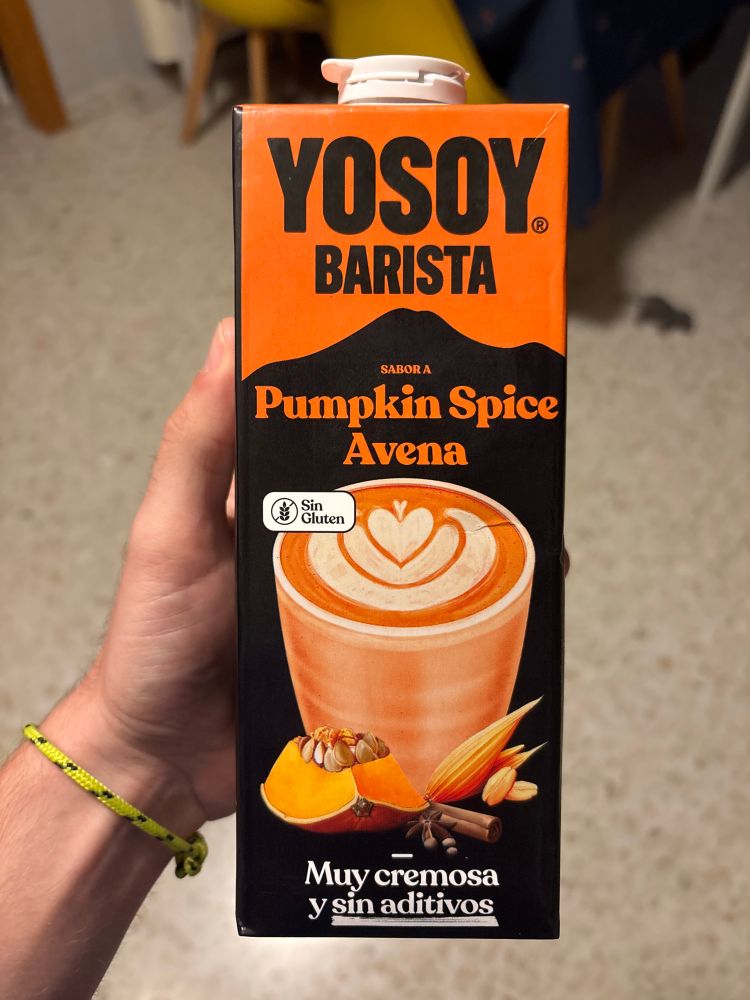 YOSOY®
BARISTA
SABOR A
Pumpkin Spice
Avena
Sin
Gluten
Muy cremosa
y sin aditivos